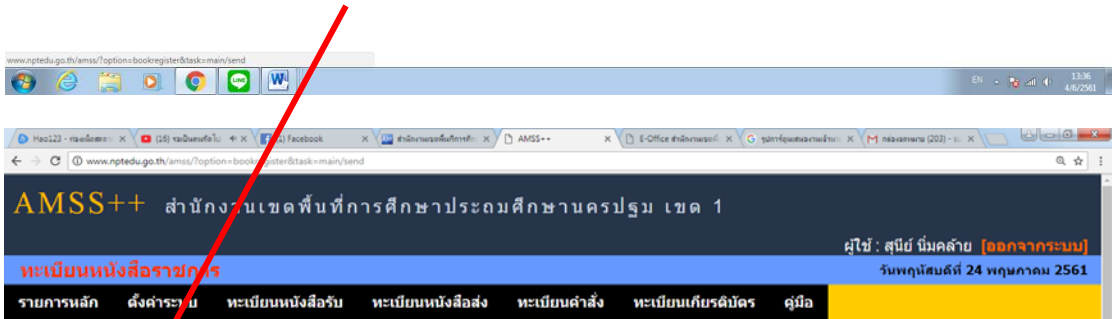 www.nptedu.go.th/amss/?option=bookregister&task=main/send
EN
13:36
4/6/2561
Hao123 -
(16)
(1) Facebook
AMSS++
E-Office
(203) -
www.nptedu.go.th/amss/?option=bookregister&task=main/send
AMSS++ สำนักงานเขตพื้นที่การศึกษาประถมศึกษานครปฐม เขต 1
ผู้ใช้ : สุนีย์ นิ่มคล้าย [ออกจากระบบ]
ทะเบียนหนังสือราชการ วันพฤหัสบดีที่ 24 พฤษภาคม 2561
รายการหลัก ตั้งค่าระบบ ทะเบียนหนังสือรับ ทะเบียนหนังสือส่ง ทะเบียนคำสั่ง ทะเบียนเกียรติบัตร คู่มือ